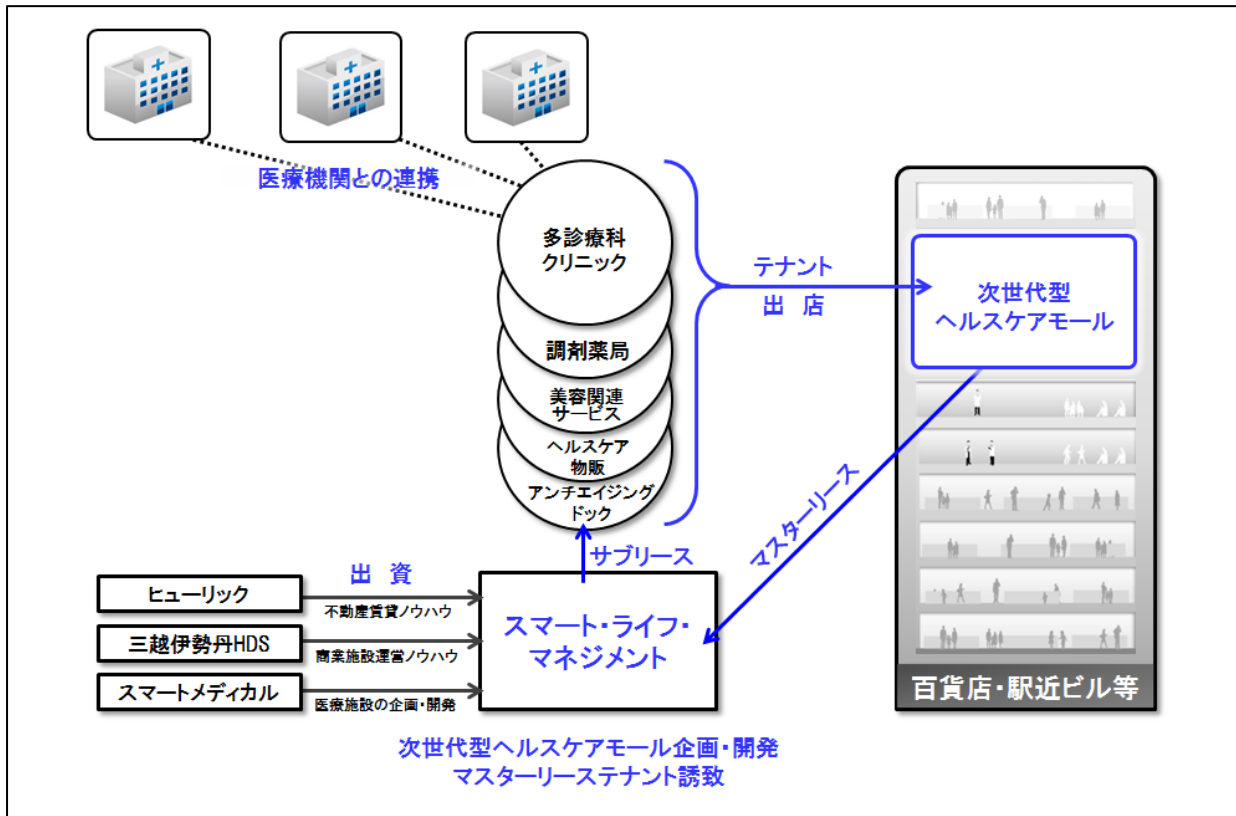 医療機関との連携
多診療科
クリニック
調剤薬局
美容関連
サービス
ヘルスケア
物販
アンチエイジング
ドック
テナント
出　店
次世代型
ヘルスケアモール
マスターリース
サブリース
百貨店・駅近ビル等
出　資
ヒューリック
不動産賃貸ノウハウ
三越伊勢丹HDS
商業施設運営ノウハウ
スマートメディカル
医療施設の企画・開発
スマート・ライフ・
マネジメント
次世代型ヘルスケアモール企画・開発
マスターリーステナント誘致